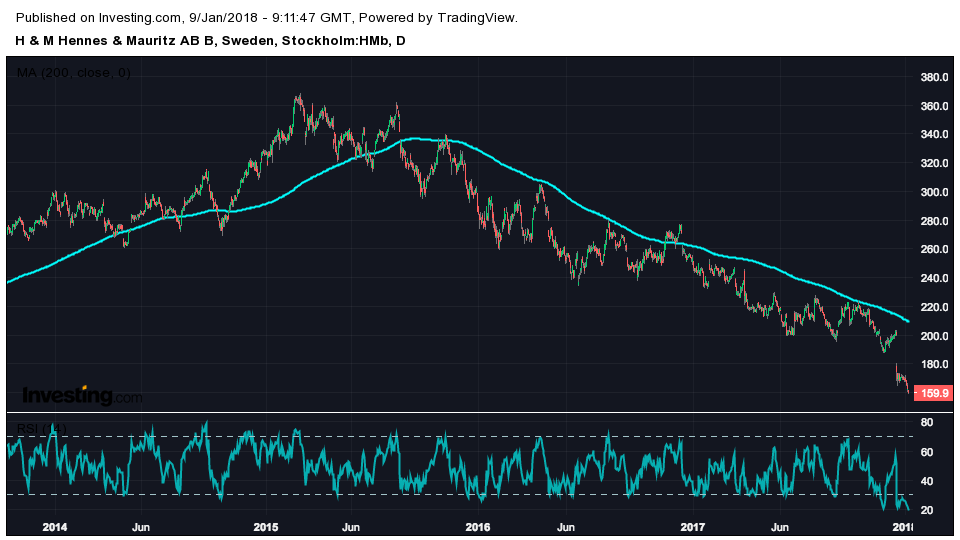 Published on Investing.com, 9/Jan/2018 - 9:11:47 GMT, Powered by TradingView.
H & M Hennes & Mauritz AB B, Sweden, Stockholm:HMb, D
MA (200, close, 0)
380.0
360.0
340.0
320.0
300.0
280.0
260.0
240.0
220.0
200.0
180.0
159.9
Investing.com
RSI (14)
80
60
40
20
2014 Jun 2015 Jun 2016 Jun 2017 Jun 2018